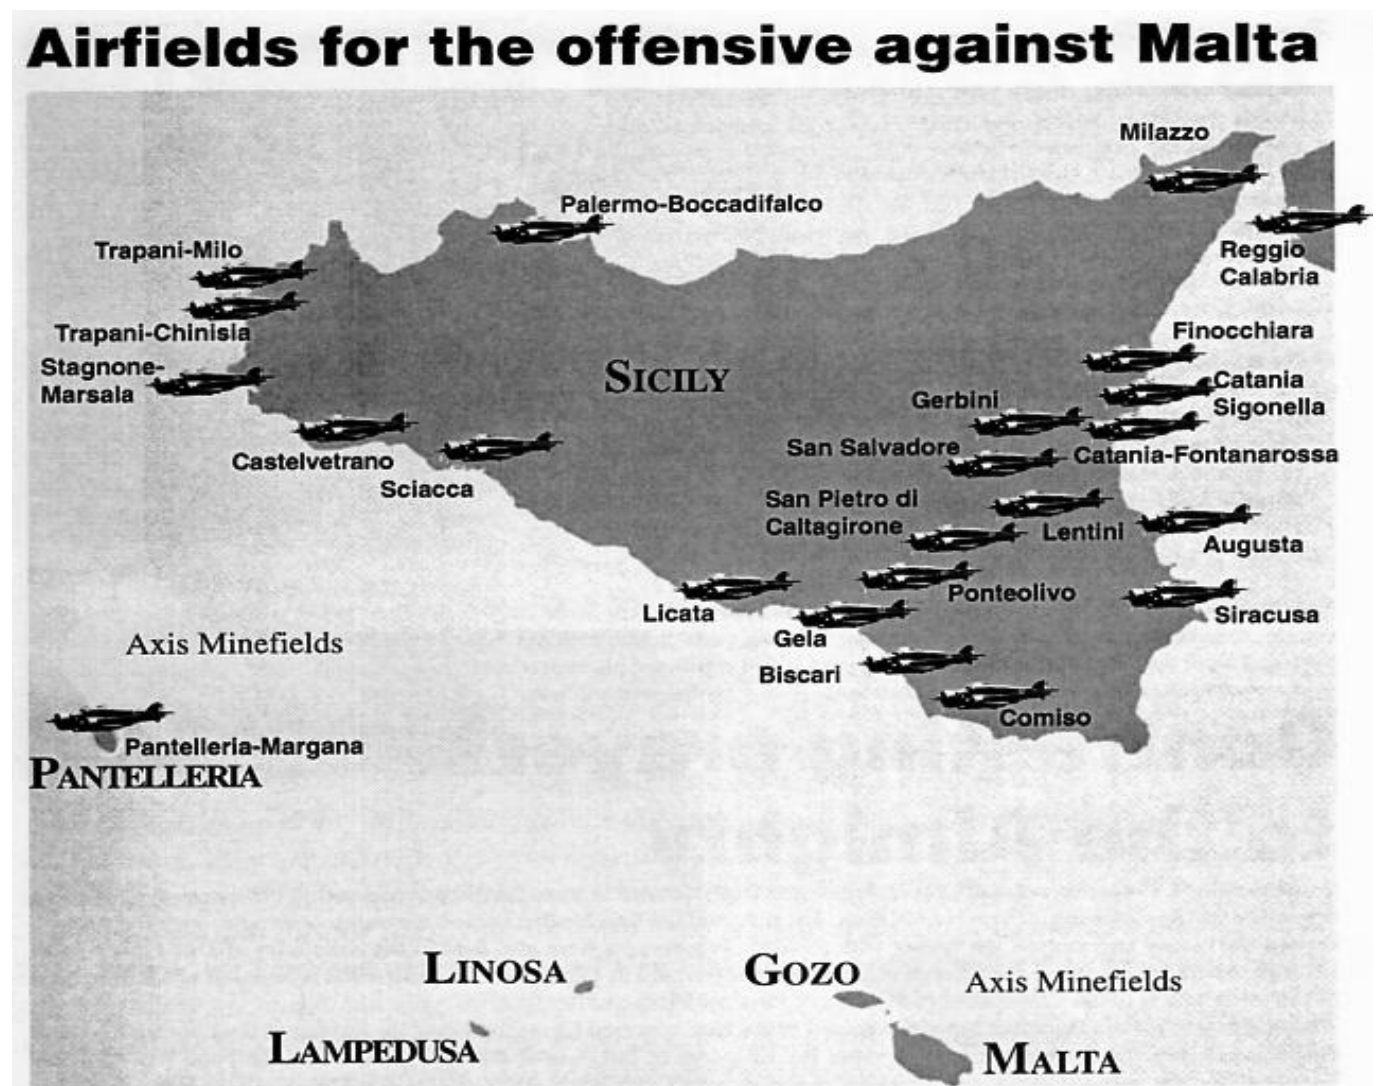 Airfields for the offensive against Malta
Milazzo
Palermo-Boccadifalco
Trapani-Milo
Reggio
Calabria
Trapani-Chinisia
Finocchiara
Stagnone-
Marsala
SICILY
Catania
Sigonella
Gerbini
San Salvadore
Catania-Fontanarossa
Castelvetrano
Sciacca
San Pietro di
Caltagirone
Lentini
Augusta
Ponteolivo
Licata
Siracusa
Gela
Axis Minefields
Biscari
Comiso
Pantelleria-Margana
PANTELLERIA
LINOSA
GOZO
Axis Minefields
LAMPEDUSA
MALTA